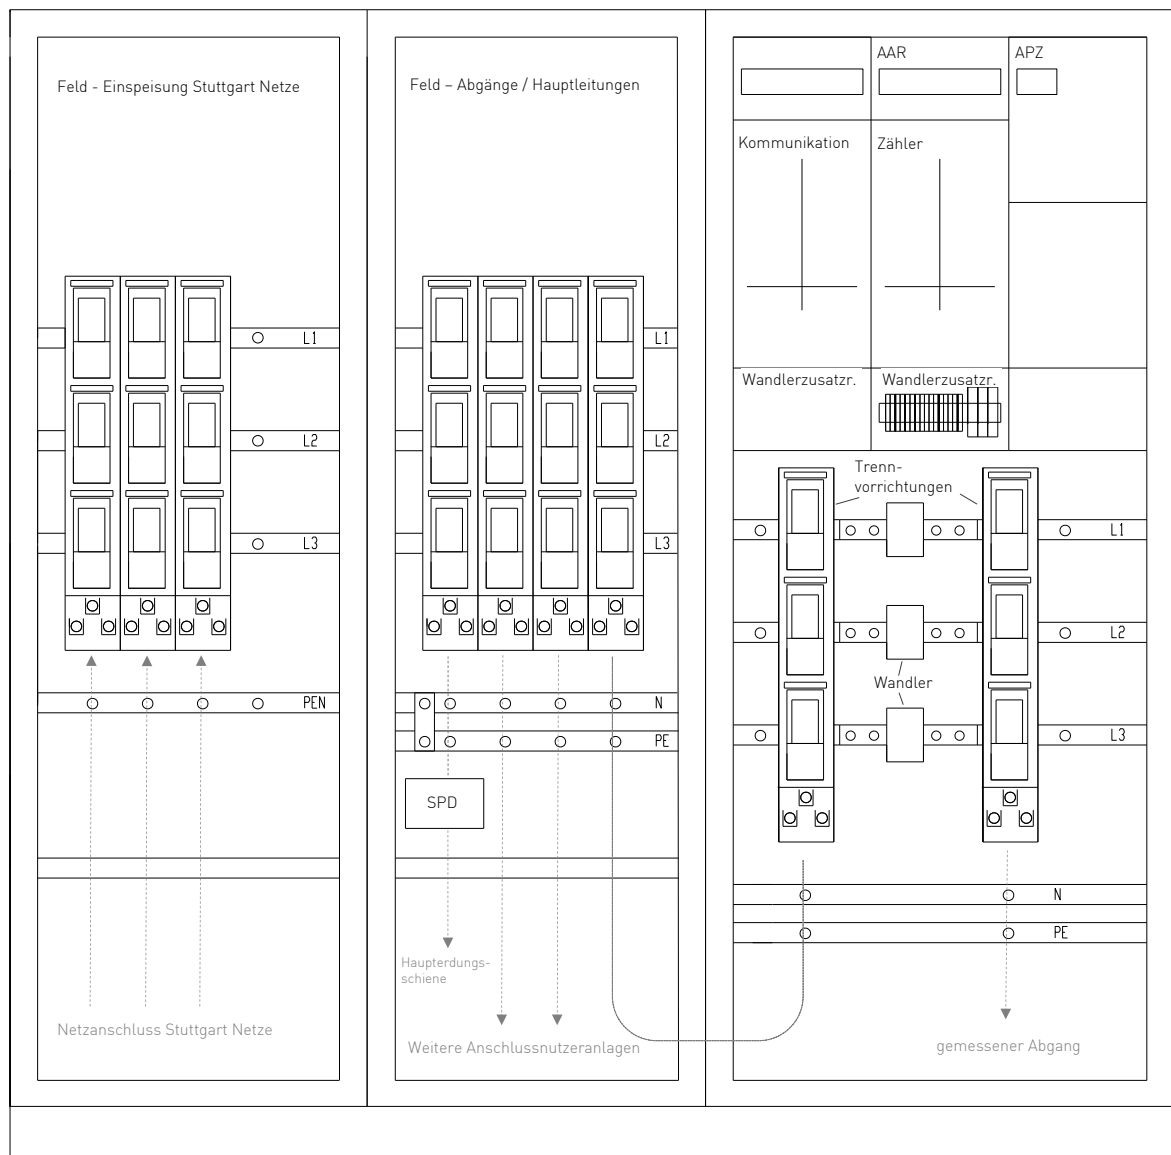 Feld - Einspeisung Stuttgart Netze
L1
L2
L3
PEN
Netzanschluss Stuttgart Netze
Feld – Abgänge / Hauptleitungen
L1
L2
L3
N
PE
SPD
Haupterdungs-
schiene
Weitere Anschlussnutzeranlagen
AAR
APZ
Kommunikation
Zähler
Wandlerzusatzr.
Wandlerzusatzr.
Trenn-
vorrichtungen
L1
L2
Wandler
L3
N
PE
gemessener Abgang